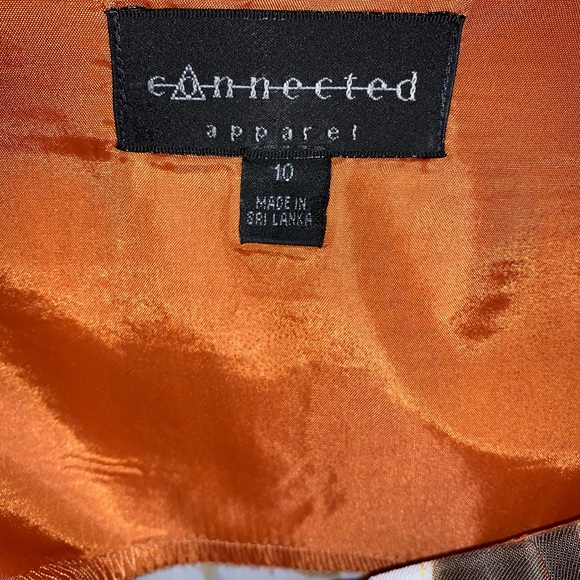 connected
apparel
10
MADE IN
SRI LANKA